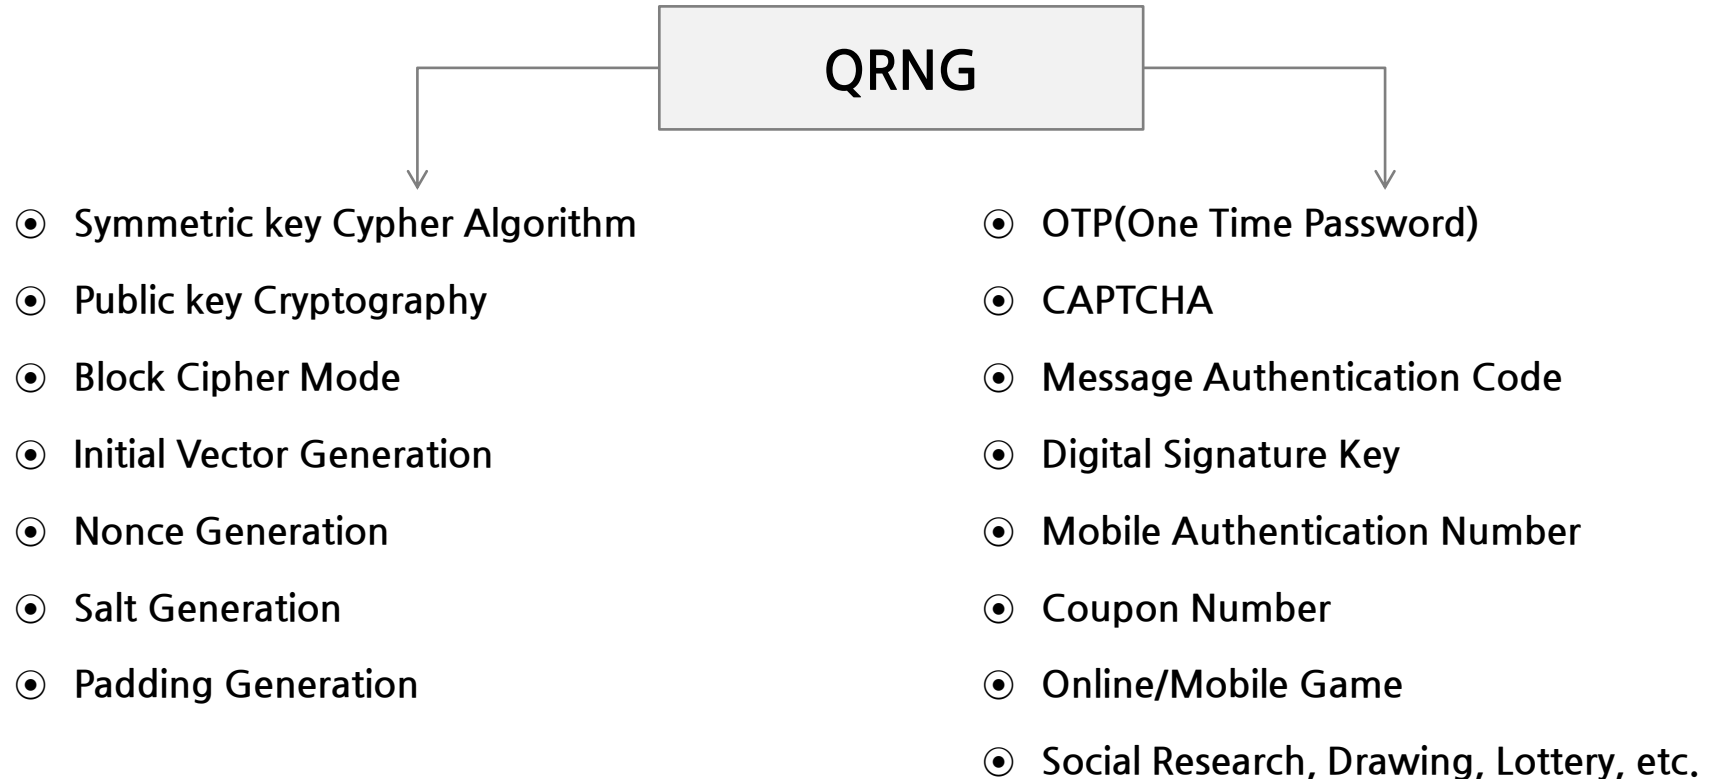 QRNG
Symmetric key Cypher Algorithm
Public key Cryptography
Block Cipher Mode
Initial Vector Generation
Nonce Generation
Salt Generation
Padding Generation
OTP(One Time Password)
CAPTCHA
Message Authentication Code
Digital Signature Key
Mobile Authentication Number
Coupon Number
Online/Mobile Game
Social Research, Drawing, Lottery, etc.